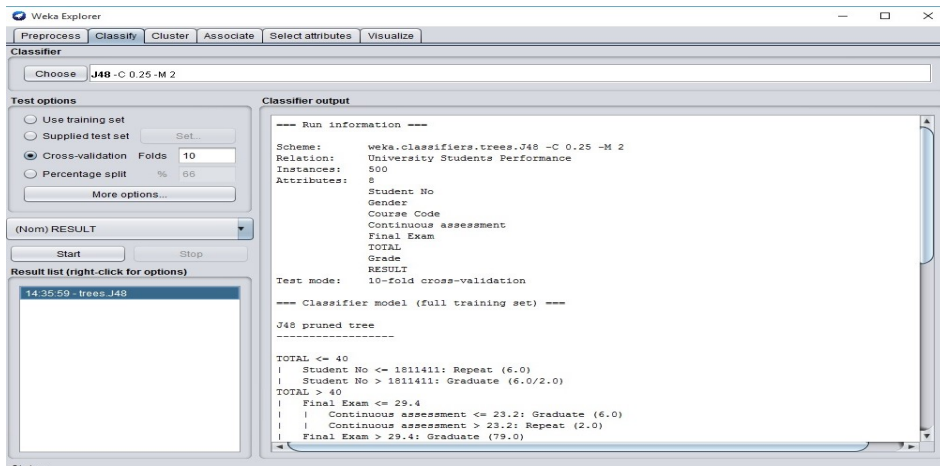 Weka Explorer
Preprocess Classify Cluster Associate Select attributes Visualize
Classifier
Choose J48 -C 0.25 -M 2
Test options
Use training set
Supplied test set Set...
Cross-validation Folds 10
Percentage split % 66
More options...
(Nom) RESULT
Start Stop
Result list (right-click for options)
14:35:59 - trees.J48
Classifier output
=== Run information ===
Scheme: weka.classifiers.trees.J48 -C 0.25 -M 2
Relation: University Students Performance
Instances: 500
Attributes: 8
Student No
Gender
Course Code
Continuous assessment
Final Exam
TOTAL
Grade
RESULT
Test mode: 10-fold cross-validation
=== Classifier model (full training set) ===
J48 pruned tree
------------------
TOTAL <= 40
| Student No <= 1811411: Repeat (6.0)
| Student No > 1811411: Graduate (6.0/2.0)
TOTAL > 40
| Final Exam <= 29.4
| | Continuous assessment <= 23.2: Graduate (6.0)
| | Continuous assessment > 23.2: Repeat (2.0)
| Final Exam > 29.4: Graduate (79.0)